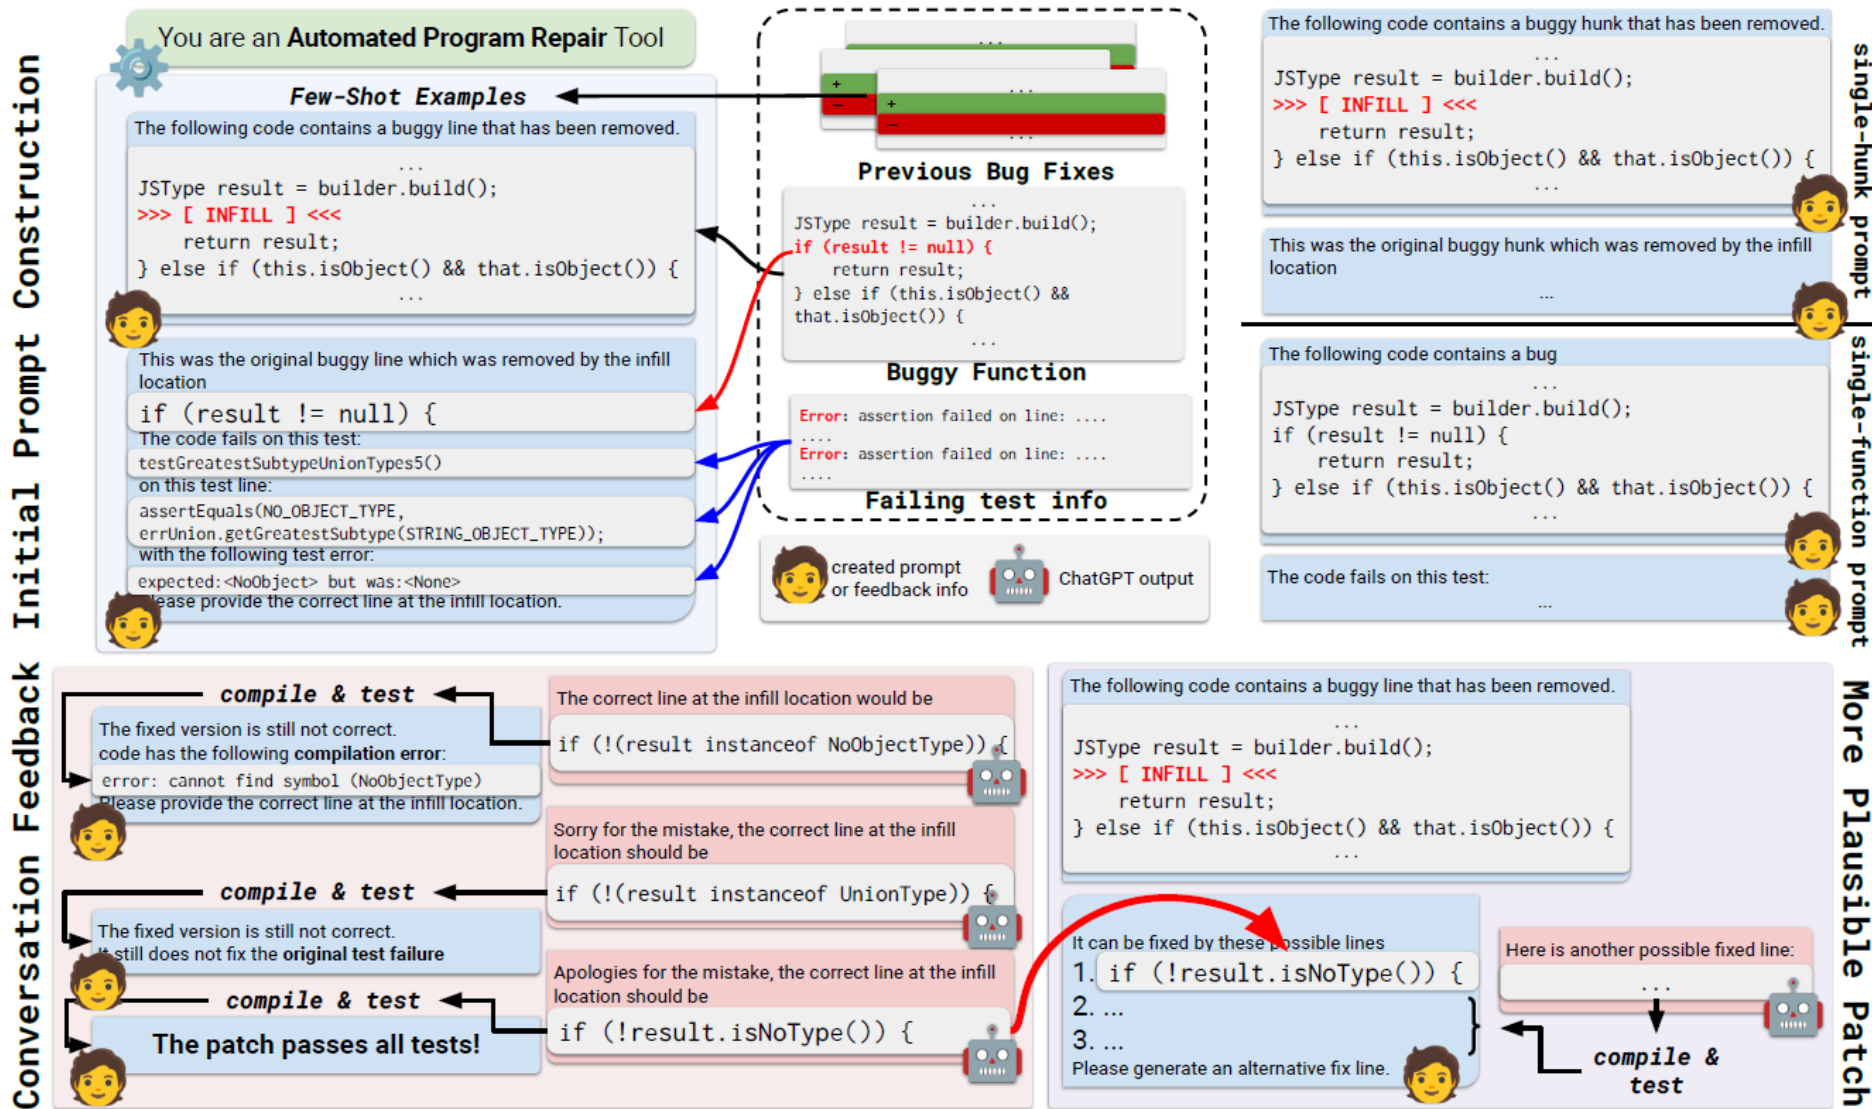 Initial Prompt Construction
You are an Automated Program Repair Tool
Few-Shot Examples
The following code contains a buggy line that has been removed.
...
JSType result = builder.build();
>>> [ INFILL ] <<<
return result;
} else if (this.isObject() && that.isObject()) {
...
This was the original buggy line which was removed by the infill
location
if (result != null) {
The code fails on this test:
testGreatestSubtypeUnionTypes5()
on this test line:
assertEquals(NO_OBJECT_TYPE,
errUnion.getGreatestSubtype(STRING_OBJECT_TYPE));
with the following test error:
expected:<NoObject> but was:<None>
Please provide the correct line at the infill location.
...
+
−
...
+
−
...
Previous Bug Fixes
...
JSType result = builder.build();
if (result != null) {
return result;
} else if (this.isObject() &&
that.isObject()) {
...
Buggy Function
Error: assertion failed on line: ....
....
Error: assertion failed on line: ....
....
Failing test info
created prompt
or feedback info
ChatGPT output
single-hunk prompt
The following code contains a buggy hunk that has been removed.
...
JSType result = builder.build();
>>> [ INFILL ] <<<
return result;
} else if (this.isObject() && that.isObject()) {
...
This was the original buggy hunk which was removed by the infill
location
...
single-function prompt
The following code contains a bug
...
JSType result = builder.build();
if (result != null) {
return result;
} else if (this.isObject() && that.isObject()) {
...
The code fails on this test:
...
Conversation Feedback
compile & test
The correct line at the infill location would be
if (!(result instanceof NoObjectType)) {
The fixed version is still not correct.
code has the following compilation error:
error: cannot find symbol (NoObjectType)
Please provide the correct line at the infill location.
Sorry for the mistake, the correct line at the infill
location should be
if (!(result instanceof UnionType)) {
compile & test
The fixed version is still not correct.
It still does not fix the original test failure
Apologies for the mistake, the correct line at the infill
location should be
if (!result.isNoType()) {
compile & test
The patch passes all tests!
More Plausible Patch
The following code contains a buggy line that has been removed.
...
JSType result = builder.build();
>>> [ INFILL ] <<<
return result;
} else if (this.isObject() && that.isObject()) {
...
It can be fixed by these possible lines
1. if (!result.isNoType()) {
2. ...
3. ...
Please generate an alternative fix line.
Here is another possible fixed line:
...
compile &
test